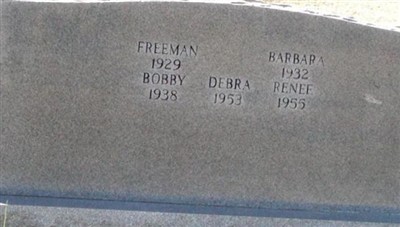 FREEMAN
1929
BOBBY
1938
DEBRA
1953
BARBARA
1932
RENEE
1955